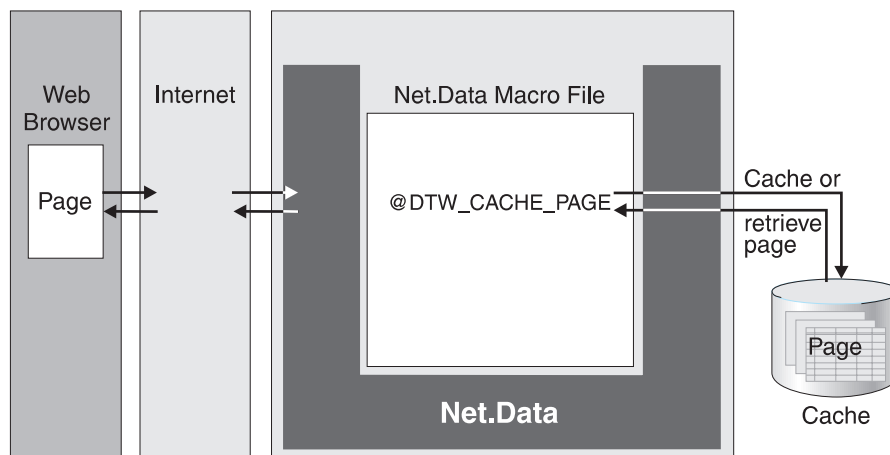 Web
Browser
Page
Internet
Net.Data Macro File
@DTW_CACHE_PAGE
Cache or
retrieve
page
Page
Cache
Net.Data